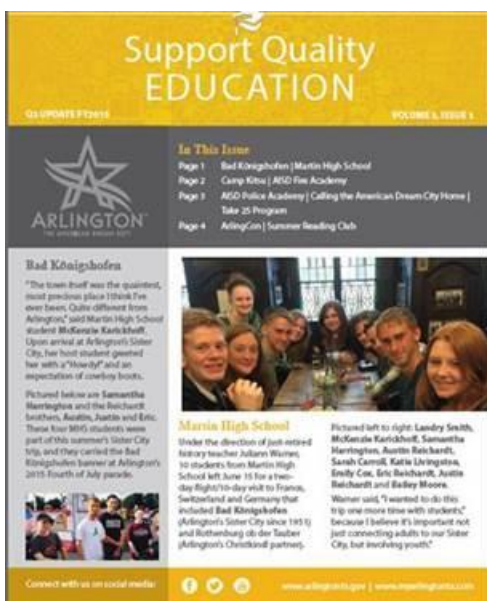 Support Quality
EDUCATION
Q3 UPDATE FY2015
VOLUME 2, ISSUE 3
In This Issue
Page 1 Bad Königshofen | Martin High School
Page 2 Camp Kitsu | AISD Fire Academy
Page 3 AISD Police Academy | Calling the American Dream City Home |
Take 25 Program
Page 4 ArlingCon | Summer Reading Club
ARLINGTON
THE AMERICAN DREAM CITY
Bad Königshofen
"The town itself was the quaintest,
most precious place I think I've
ever been. Quite different from
Arlington," said Martin High School
student McKenzie Karickhoff.
Upon arrival at Arlington's Sister
City, her host student greeted
her with a "Howdy!" and an
expectation of cowboy boots.
Pictured below are Samantha
Harrington and the Reichardt
brothers, Austin, Justin and Eric.
These four MHS students were
part of this summer's Sister City
trip, and they carried the Bad
Königshofen banner at Arlington's
2015 Fourth of July parade.
Martin High School
Under the direction of just-retired
history teacher Juliann Warner,
10 students from Martin High
School left June 15 for a two-
day flight/10-day visit to France,
Switzerland and Germany that
included Bad Königshofen
(Arlington's Sister City since 1951)
and Rothenburg ob der Tauber
(Arlington's Christkindl partner).
Pictured left to right: Landry Smith,
McKenzie Karickhoff, Samantha
Harrington, Austin Reichardt,
Sarah Carroll, Katie Livingston,
Emily Cox, Eric Reichardt, Justin
Reichardt and Bailey Moore.
Warner said, "I wanted to do this
trip one more time with students,"
because I believe it's important not
just connecting adults to our Sister
City, but involving youth."
Connect with us on social media:
www.arlingtontx.gov | www.myarlingtontx.com